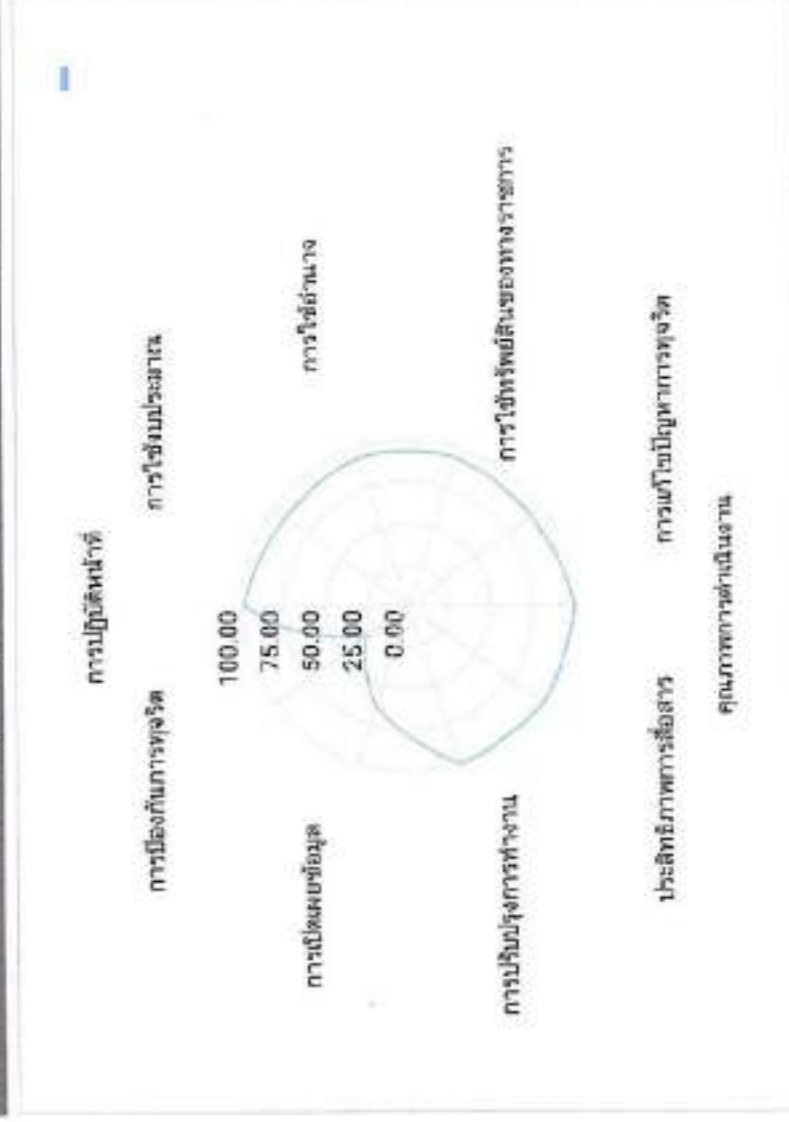 การปฏิบัติหน้าที่
การป้องกันการทุจริต
การใช้งบประมาณ
การเปิดเผยข้อมูล
การใช้อำนาจ
100.00
75.00
50.00
25.00
0.00
การปรับปรุงการทำงาน
การใช้ทรัพย์สินของทางราชการ
ประสิทธิภาพการสื่อสาร
การแก้ไขปัญหาการทุจริต
คุณภาพการดำเนินงาน